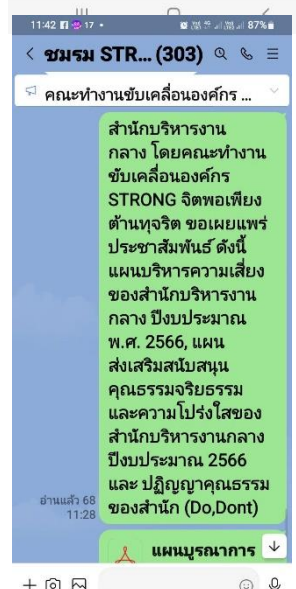 11:42 17 • 87%
< ชมรม STR... (303)
คณะทำงานขับเคลื่อนองค์กร ...
สำนักบริหารงาน
กลาง โดยคณะทำงาน
ขับเคลื่อนองค์กร
STRONG จิตพอเพียง
ต้านทุจริต ขอเผยแพร่
ประชาสัมพันธ์ ดังนี้
แผนบริหารความเสี่ยง
ของสำนักบริหารงาน
กลาง ปีงบประมาณ
พ.ศ. 2566, แผน
ส่งเสริมสนับสนุน
คุณธรรมจริยธรรม
และความโปร่งใสของ
สำนักบริหารงานกลาง
ปีงบประมาณ 2566
และ ปฏิญญาคุณธรรม
ของสำนัก (Do,Dont)
อ่านแล้ว 68
11:28
แผนบูรณาการ